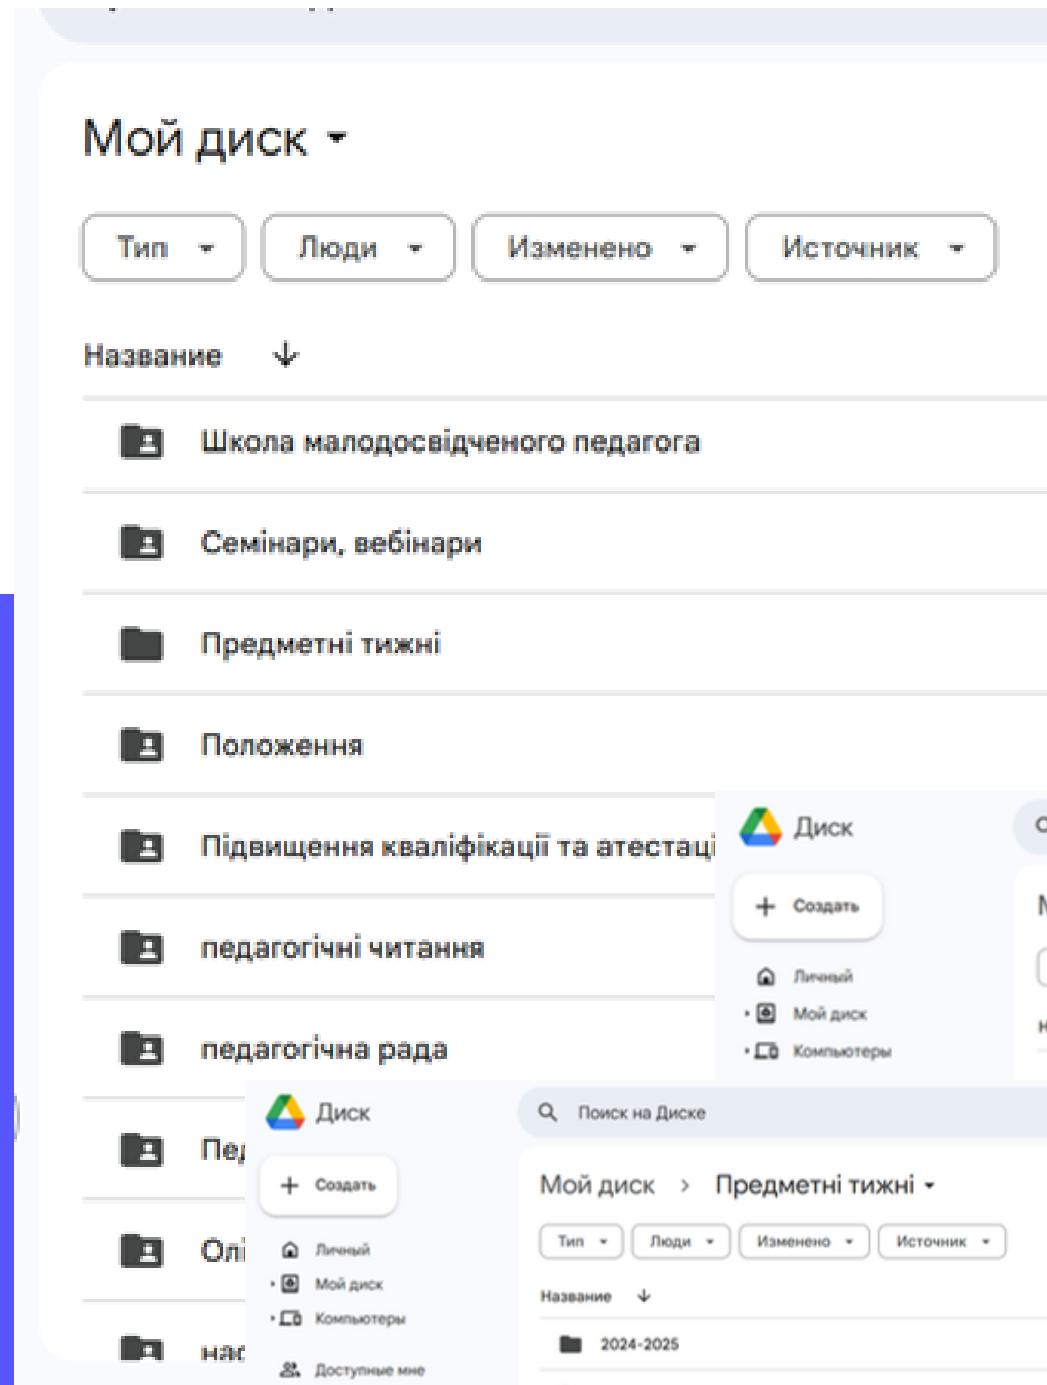 Мой диск
Тип Люди Изменено Источник
Название
Школа малодосвідченого педагога
Семінари, вебінари
Предметні тижні
Положення
Підвищення кваліфікації та
педагогічні читання
педагогічна рада
Диск
Создать
Личный
Мой диск
Компьютеры
Диск
Поиск на Диске
Создать
Мой диск > Предметні тижні
Тип Люди Изменено Источник
Личный
Мой диск
Компьютеры
Доступные мне
Название
2024-2025